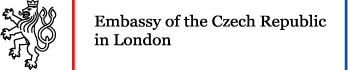 Embassy of the Czech Republic
in London